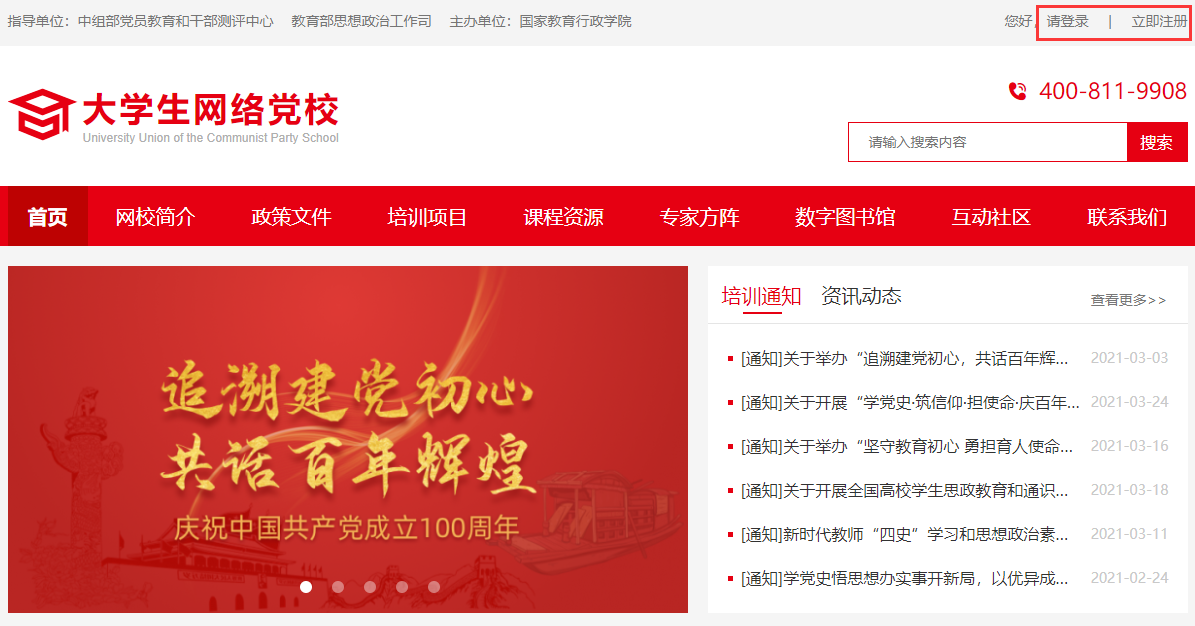 指导单位：中组部党员教育和干部测评中心 教育部思想政治工作司 主办单位：国家教育行政学院
您好, 请登录 | 立即注册
大学生网络党校
University Union of the Communist Party School
400-811-9908
请输入搜索内容 搜索
首页 网校简介 政策文件 培训项目 课程资源 专家方阵 数字图书馆 互动社区 联系我们
追溯建党初心
共话百年辉煌
庆祝中国共产党成立100周年
培训通知 资讯动态 查看更多>>
[通知]关于举办“追溯建党初心，共话百年辉... 2021-03-03
[通知]关于开展“学党史·筑信仰·担使命·庆百年... 2021-03-24
[通知]关于举办“坚守教育初心 勇担育人使命... 2021-03-16
[通知]关于开展全国高校学生思政教育和通识... 2021-03-18
[通知]新时代教师“四史”学习和思想政治素... 2021-03-11
[通知]学党史悟思想办实事开新局，以优异成... 2021-02-24